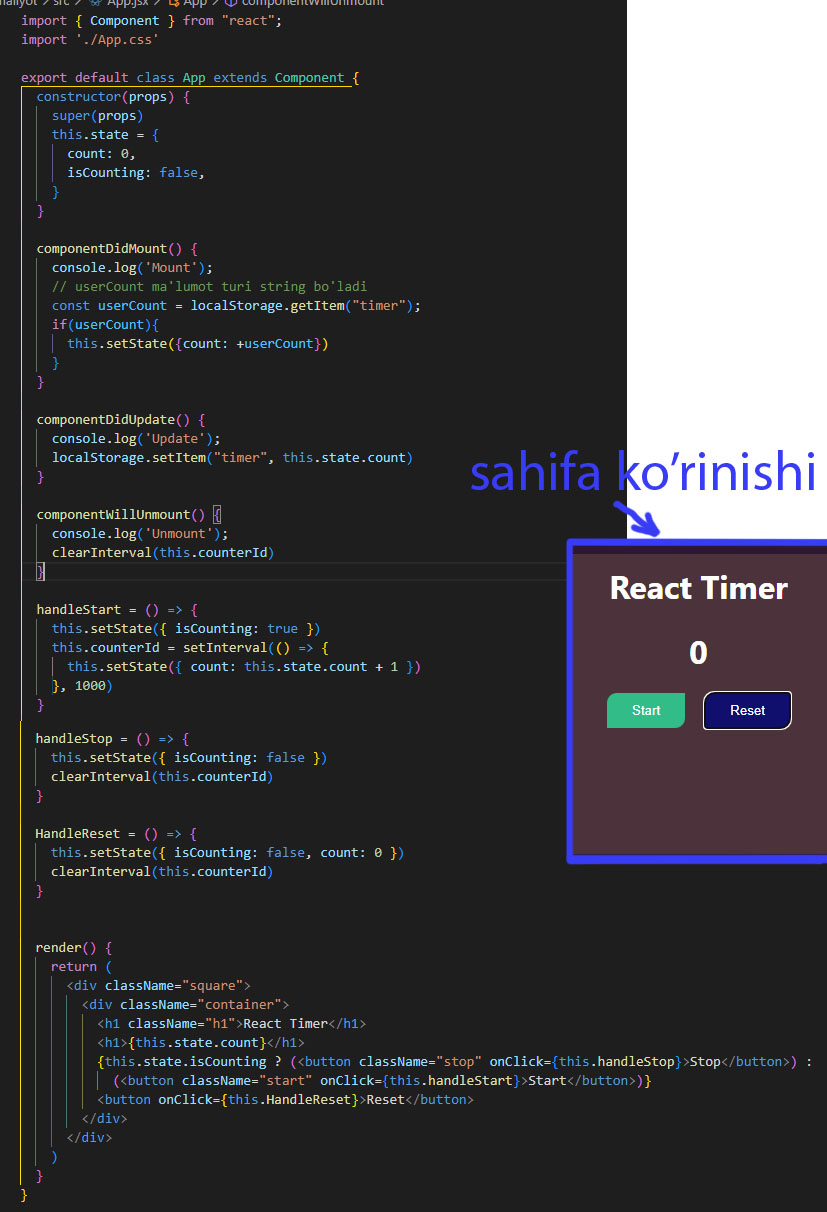 src > App.jsx > App > componentWillUnmount
import { Component } from "react";
import './App.css'
export default class App extends Component {
constructor(props) {
super(props)
this.state = {
count: 0,
isCounting: false,
}
}
componentDidMount() {
console.log('Mount');
// userCount ma'lumot turi string bo'ladi
const userCount = localStorage.getItem("timer");
if(userCount){
this.setState({count: +userCount})
}
}
componentDidUpdate() {
console.log('Update');
localStorage.setItem("timer", this.state.count)
}
componentWillUnmount() {
console.log('Unmount');
clearInterval(this.counterId)
}
handleStart = () => {
this.setState({ isCounting: true })
this.counterId = setInterval(() => {
this.setState({ count: this.state.count + 1 })
}, 1000)
}
handleStop = () => {
this.setState({ isCounting: false })
clearInterval(this.counterId)
}
HandleReset = () => {
this.setState({ isCounting: false, count: 0 })
clearInterval(this.counterId)
}
render() {
return (
<div className="square">
<div className="container">
<h1 className="h1">React Timer</h1>
<h1>{this.state.count}</h1>
{this.state.isCounting ? (<button className="stop" onClick={this.handleStop}>Stop</button>) :
(<button className="start" onClick={this.handleStart}>Start</button>)}
<button onClick={this.HandleReset}>Reset</button>
</div>
</div>
)
}
}
sahifa ko’rinishi
React Timer
0
Start
Reset